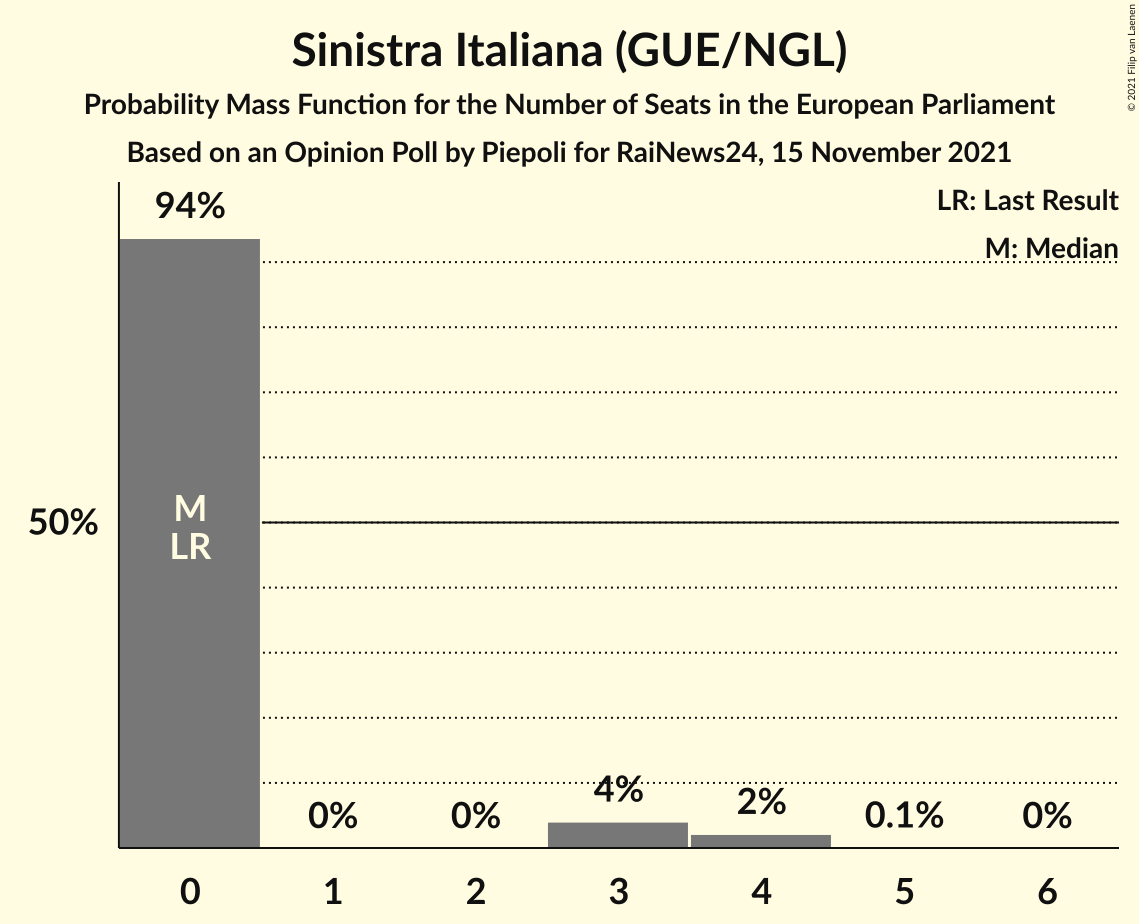 Sinistra Italiana (GUE/NGL)
Probability Mass Function for the Number of Seats in the European Parliament
Based on an Opinion Poll by Piepoli for RaiNews24, 15 November 2021
© 2021 Filip van Laenen
LR: Last Result
M: Median
94%
50%
M
LR
0%
0%
4%
2%
0.1%
0%
0
1
2
3
4
5
6